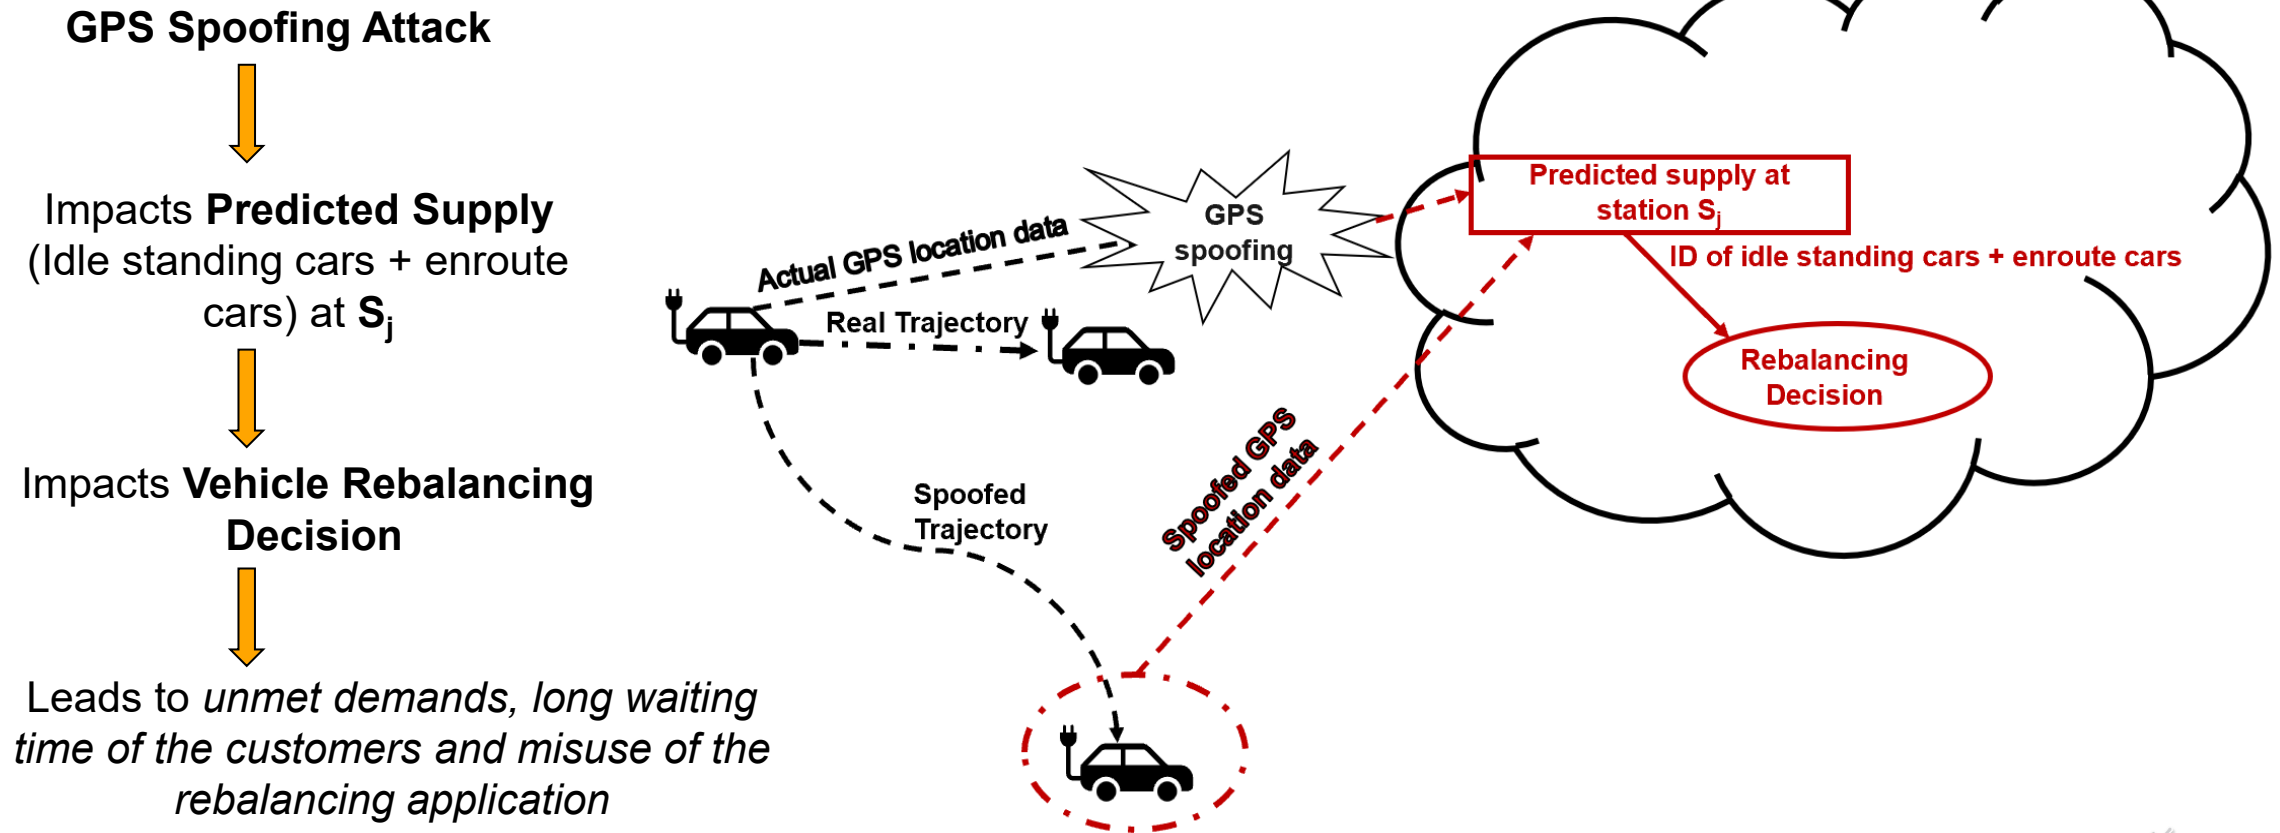 GPS Spoofing Attack
Impacts Predicted Supply
(Idle standing cars + enroute
cars) at Sj
Impacts Vehicle Rebalancing
Decision
Leads to unmet demands, long waiting
time of the customers and misuse of the
rebalancing application
Actual GPS location data
GPS
spoofing
Real Trajectory
Spoofed
Trajectory
Spoofed GPS
location data
Predicted supply at
station Sj
ID of idle standing cars + enroute cars
Rebalancing
Decision